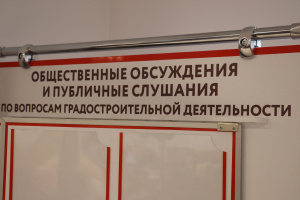 ОБЩЕСТВЕННЫЕ ОБСУЖДЕНИЯ
И ПУБЛИЧНЫЕ СЛУШАНИЯ
ПО ВОПРОСАМ ГРАДОСТРОИТЕЛЬНОЙ ДЕЯТЕЛЬНОСТИ